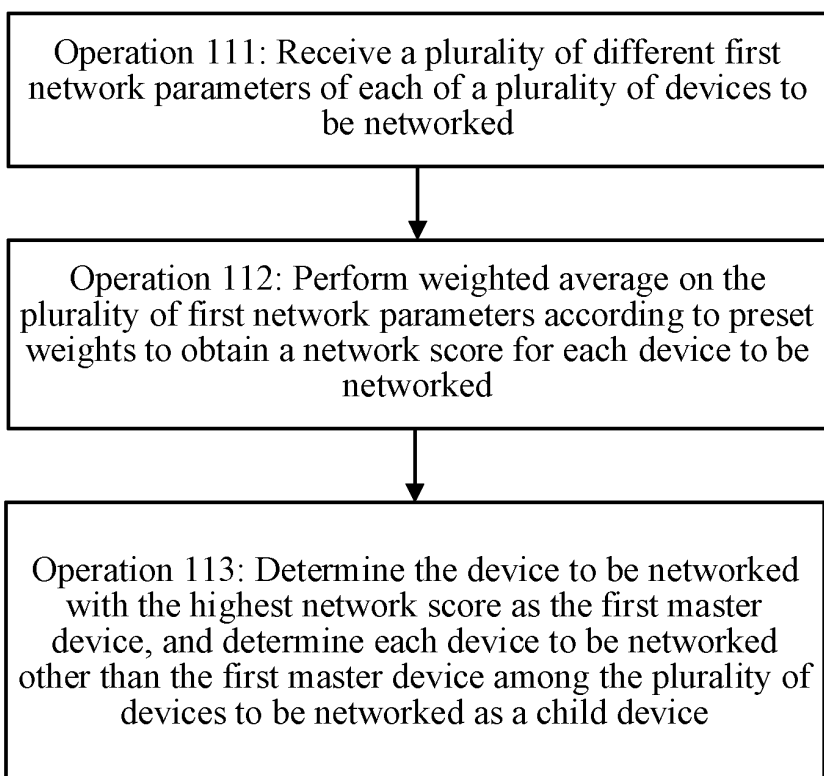 Operation 111: Receive a plurality of different first
network parameters of each of a plurality of devices to
be networked
Operation 112: Perform weighted average on the
plurality of first network parameters according to preset
weights to obtain a network score for each device to be
networked
Operation 113: Determine the device to be networked
with the highest network score as the first master
device, and determine each device to be networked
other than the first master device among the plurality of
devices to be networked as a child device